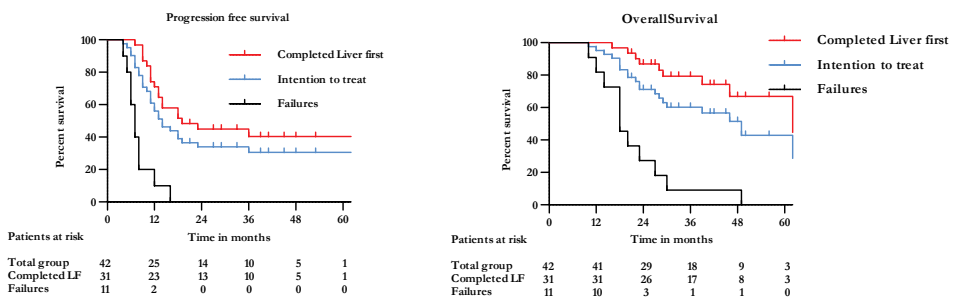 Progression free survival
100
80
60
40
20
0
Percent survival
Completed Liver first
Intention to treat
Failures
0 12 24 36 48 60
Time in months
Patients at risk
Total group 42 25 14 10 5 1
Completed LF 31 23 13 10 5 1
Failures 11 2 0 0 0 0
OverallSurvival
100
80
60
40
20
0
Percent survival
Completed Liver first
Intention to treat
Failures
0 12 24 36 48 60
Time in months
Patients at risk
Total group 42 41 29 18 9 3
Completed LF 31 31 26 17 8 3
Failures 11 10 3 1 1 0